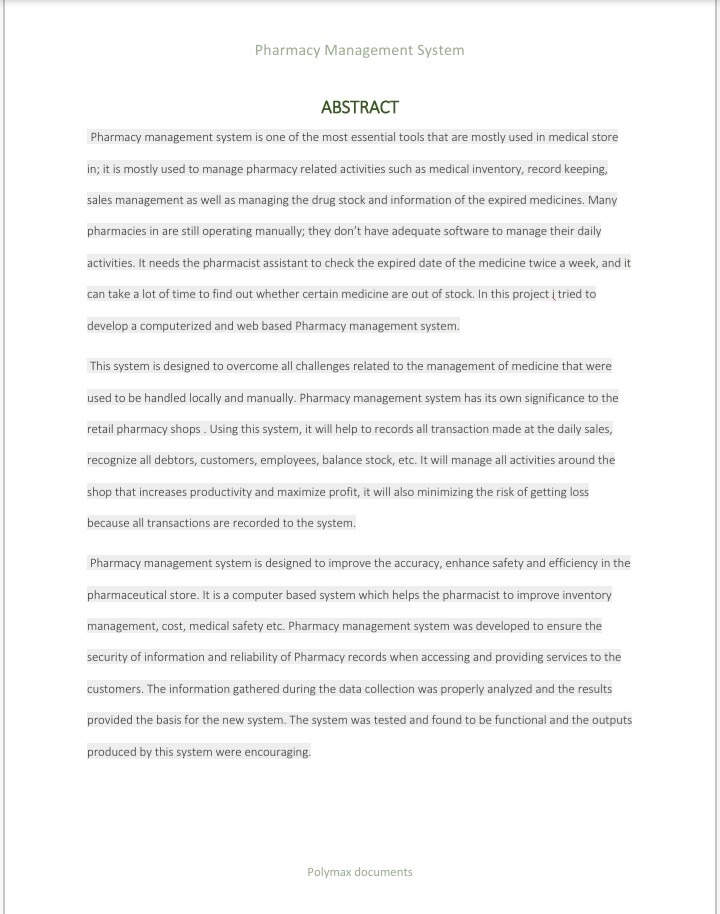 Pharmacy Management System
ABSTRACT
Pharmacy management system is one of the most essential tools that are mostly used in medical store
in; it is mostly used to manage pharmacy related activities such as medical inventory, record keeping,
sales management as well as managing the drug stock and information of the expired medicines. Many
pharmacies in are still operating manually; they don’t have adequate software to manage their daily
activities. It needs the pharmacist assistant to check the expired date of the medicine twice a week, and it
can take a lot of time to find out whether certain medicine are out of stock. In this project i tried to
develop a computerized and web based Pharmacy management system.
This system is designed to overcome all challenges related to the management of medicine that were
used to be handled locally and manually. Pharmacy management system has its own significance to the
retail pharmacy shops . Using this system, it will help to records all transaction made at the daily sales,
recognize all debtors, customers, employees, balance stock, etc. It will manage all activities around the
shop that increases productivity and maximize profit, it will also minimizing the risk of getting loss
because all transactions are recorded to the system.
Pharmacy management system is designed to improve the accuracy, enhance safety and efficiency in the
pharmaceutical store. It is a computer based system which helps the pharmacist to improve inventory
management, cost, medical safety etc. Pharmacy management system was developed to ensure the
security of information and reliability of Pharmacy records when accessing and providing services to the
customers. The information gathered during the data collection was properly analyzed and the results
provided the basis for the new system. The system was tested and found to be functional and the outputs
produced by this system were encouraging.
Polymax documents